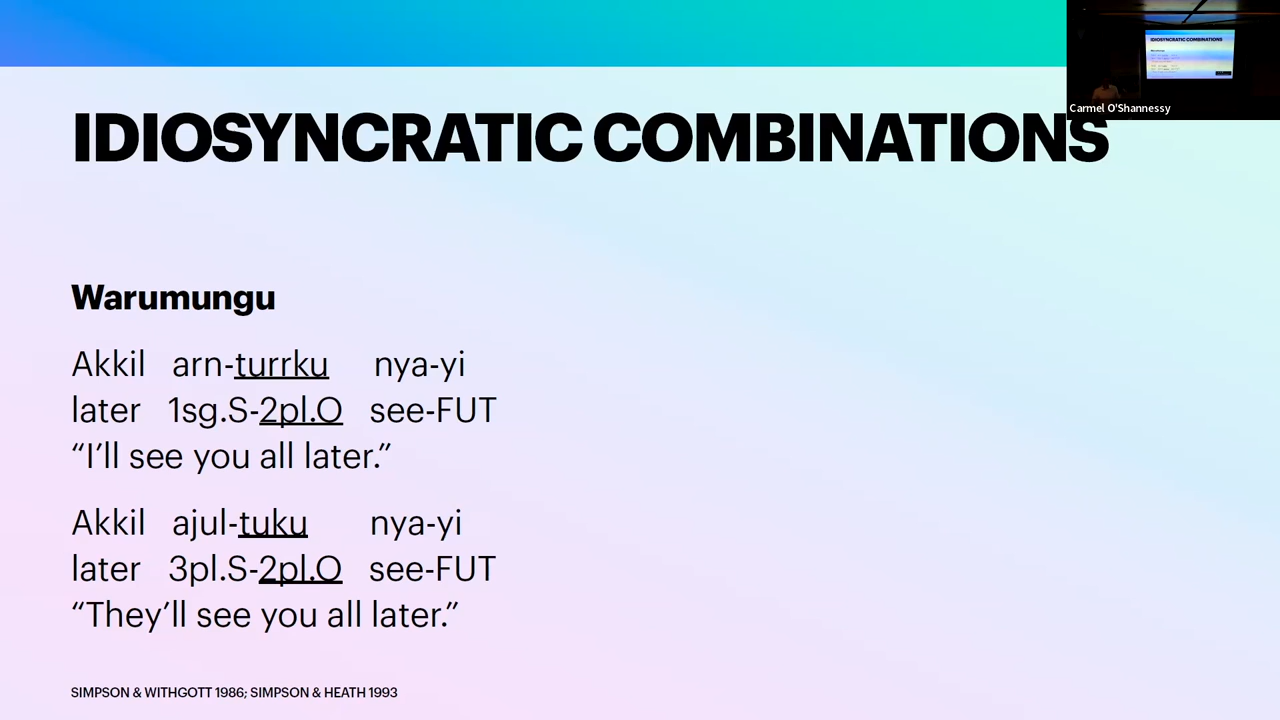 IDIOSYNCRATIC COMBINATIONS
Carmel O'Shannessy
IDIOSYNCRATIC COMBINATIONS
Warumungu
Akkil arn-turrku nya-yi
later 1sg.S-2pl.O see-FUT
“I’ll see you all later.”
Akkil ajul-tuku nya-yi
later 3pl.S-2pl.O see-FUT
“They’ll see you all later.”
SIMPSON & WITHGOTT 1986; SIMPSON & HEATH 1993